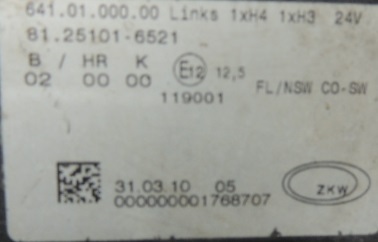 641.01.000.00 Links 1xH4 1xH3 24V
81.25101-6521
B / HR K
02 00 00 E12 12,5
FL/NSW CO-SW
119001
31.03.10 05
000000001768707
ZKW